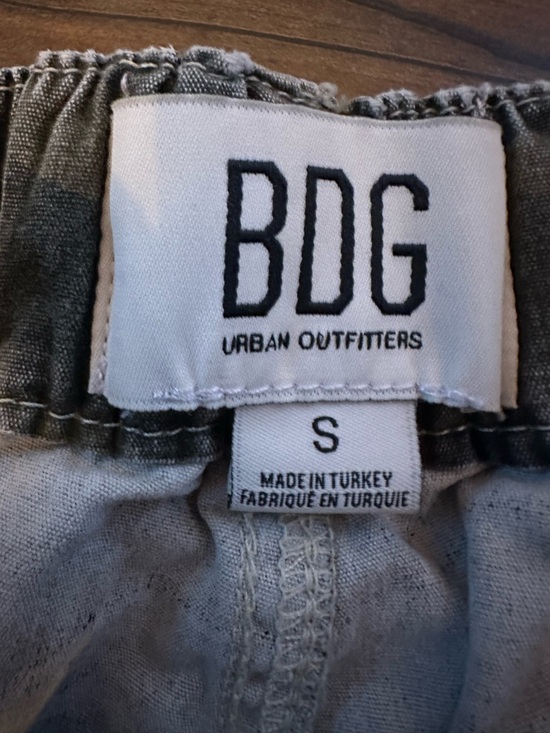 BDG
URBAN OUTFITTERS
S
MADE IN TURKEY
FABRIQUÉ EN TURQUIE